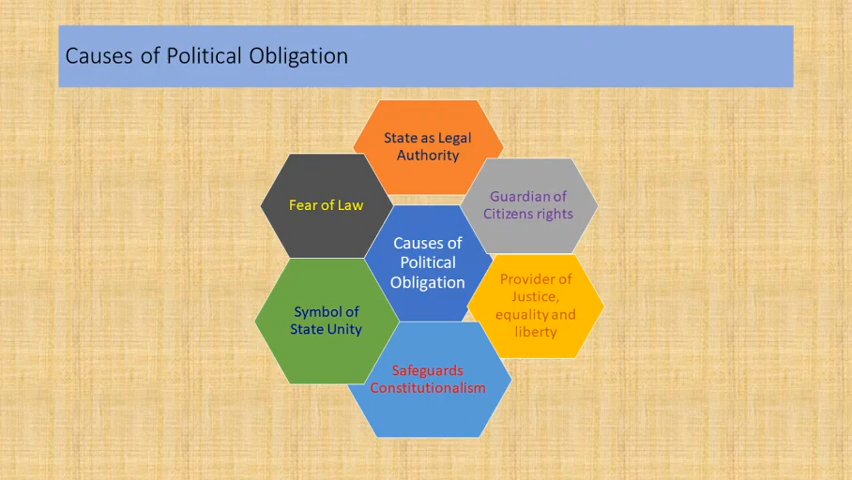 Causes of Political Obligation
State as Legal
Authority
Guardian of
Citizens rights
Fear of Law
Causes of
Political
Obligation
Provider of
Justice,
equality and
liberty
Symbol of
State Unity
Safeguards
Constitutionalism